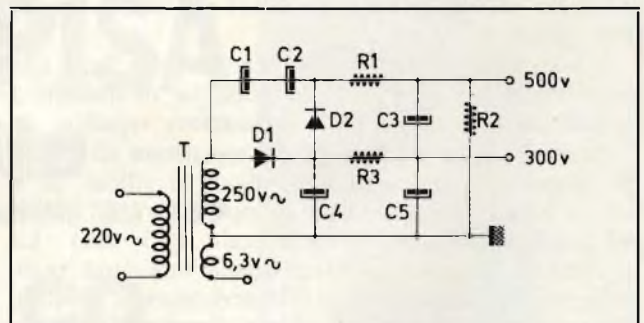 C1 C2 R1 500v
D2 C3 R2
T D1 300v
R3
250v~ C4 C5
220v~
6,3v~